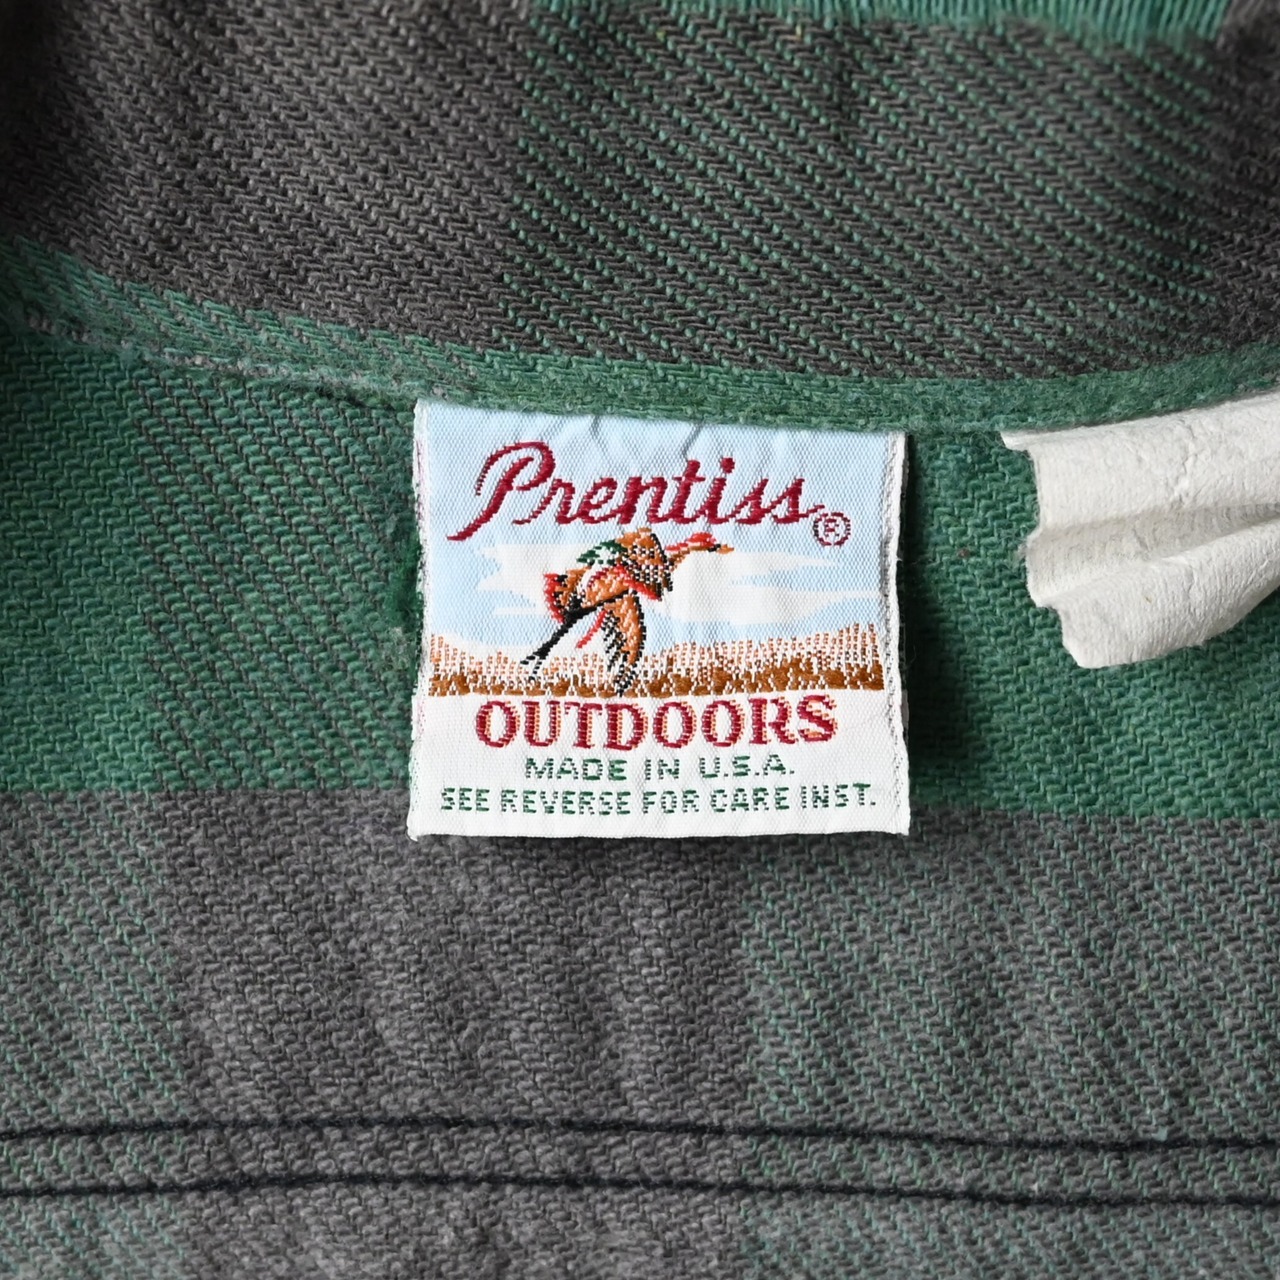 Prentiss®
OUTDOORS
MADE IN U.S.A.
SEE REVERSE FOR CARE INST.